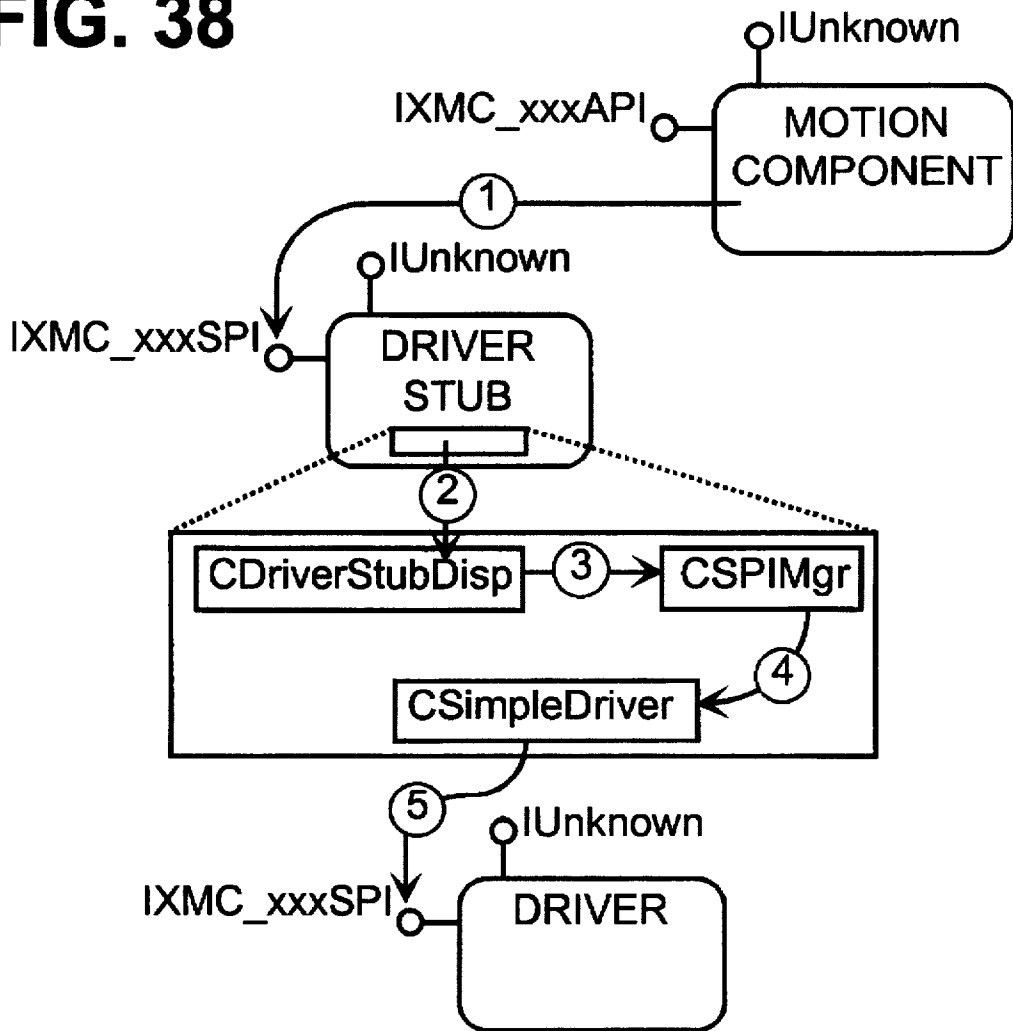 FIG. 38
IUnknown
IXMC_xxxAPI
MOTION
COMPONENT
1
IUnknown
IXMC_xxxSPI
DRIVER
STUB
2
CDriverStubDisp
3
CSPIMgr
4
CSimpleDriver
5
IUnknown
IXMC_xxxSPI
DRIVER